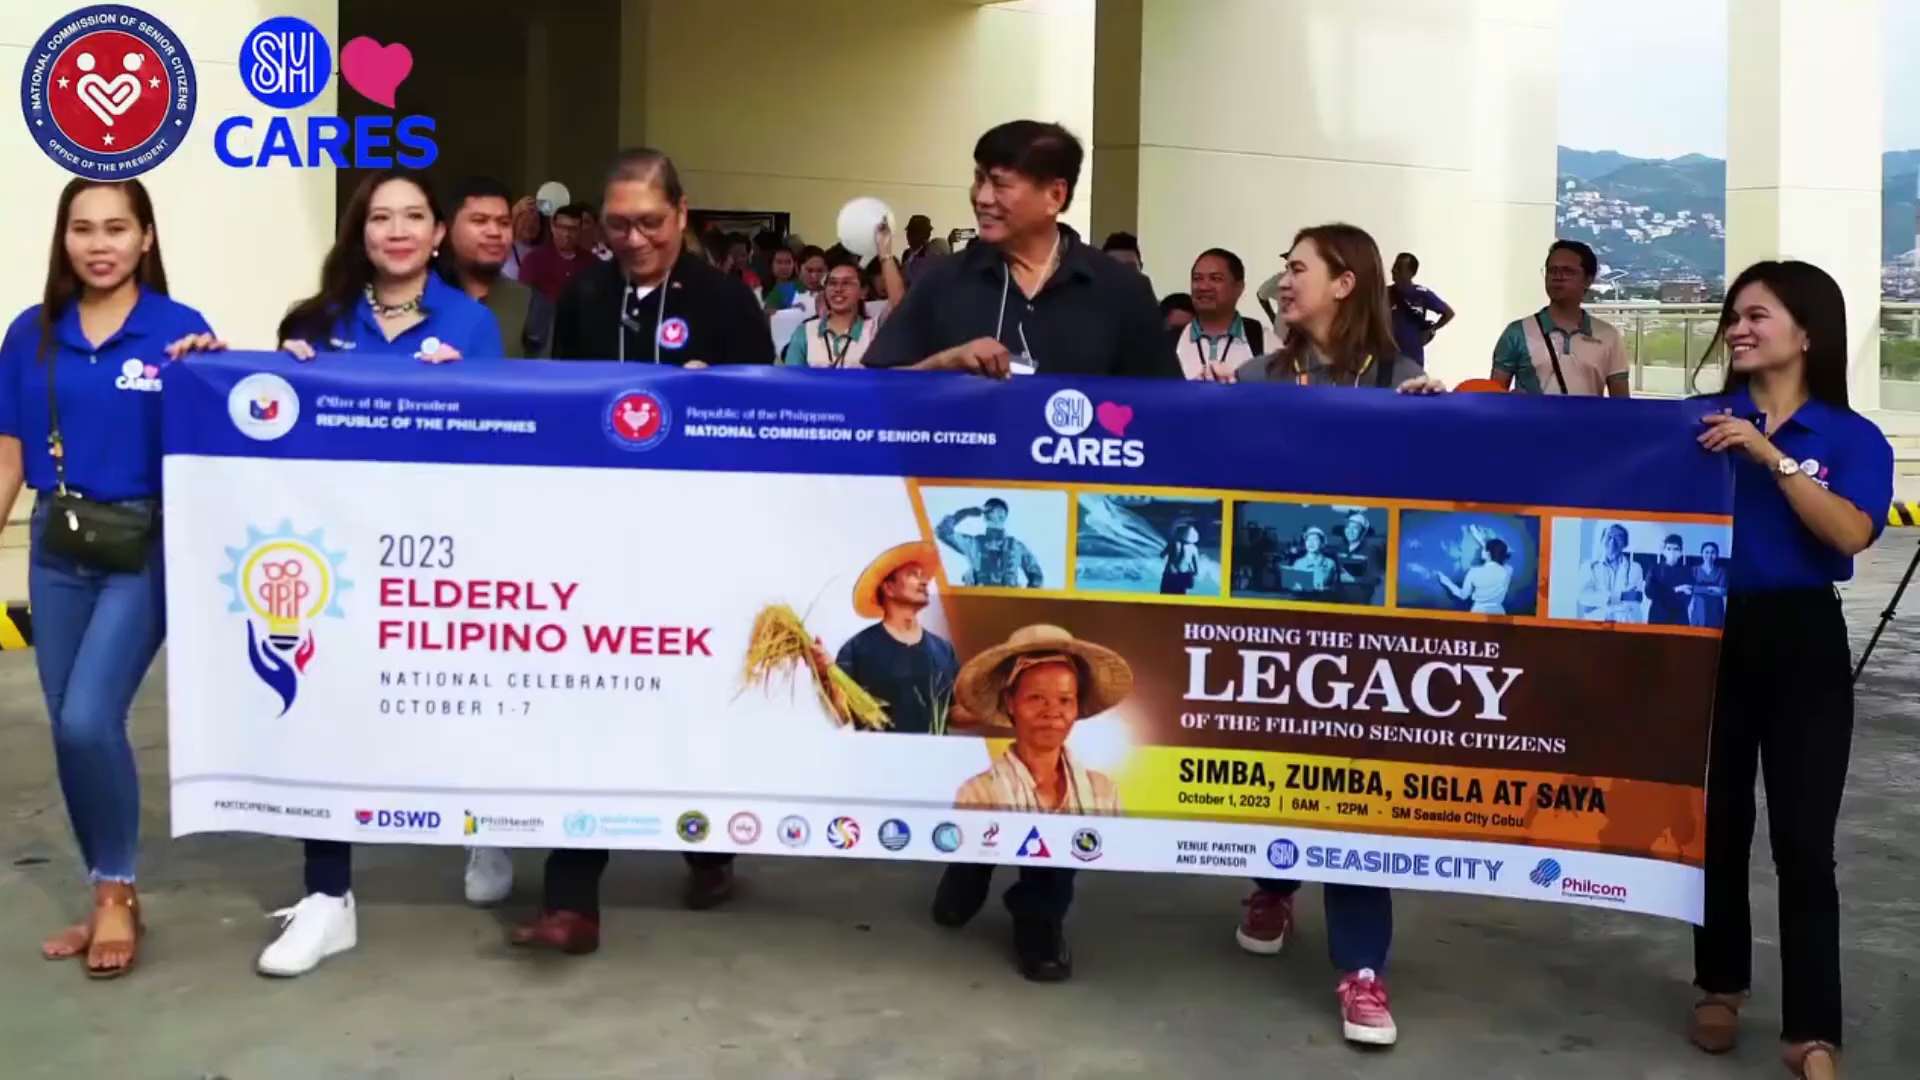 NATIONAL COMMISSION OF SENIOR CITIZENS
OFFICE OF THE PRESIDENT
SM
CARES
CARES
Office of the President
REPUBLIC OF THE PHILIPPINES
Republic of the Philippines
NATIONAL COMMISSION OF SENIOR CITIZENS
SM
CARES
2023
ELDERLY
FILIPINO WEEK
NATIONAL CELEBRATION
OCTOBER 1-7
HONORING THE INVALUABLE
LEGACY
OF THE FILIPINO SENIOR CITIZENS
SIMBA, ZUMBA, SIGLA AT SAYA
October 1, 2023 | 6AM - 12PM - SM Seaside City Cebu
PARTICIPATING AGENCIES
DSWD
PhilHealth
World Health
Organization
VENUE PARTNER
AND SPONSOR
SM SEASIDE CITY
Philcom